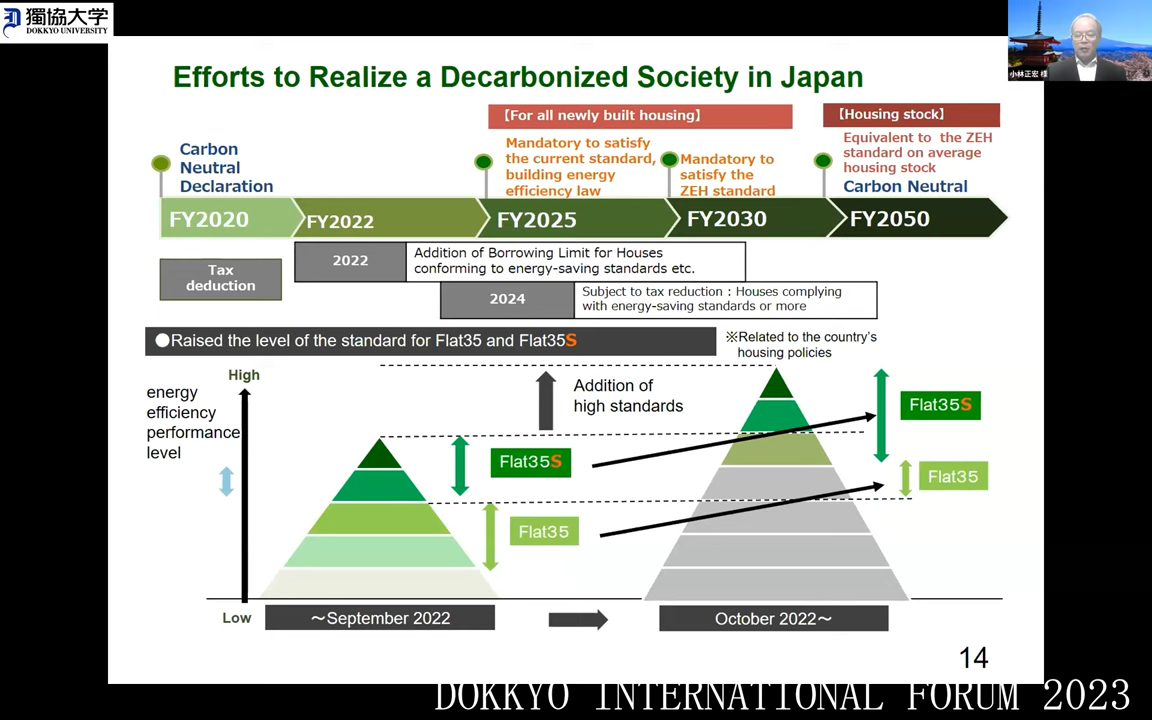 獨協大学
DOKKYO UNIVERSITY
小林正宏 様
Efforts to Realize a Decarbonized Society in Japan
【For all newly built housing】
【Housing stock】
Carbon
Neutral
Declaration
Mandatory to satisfy
the current standard,
building energy
efficiency law
Mandatory to
satisfy the
ZEH standard
Equivalent to the ZEH
standard on average
housing stock
Carbon Neutral
FY2020
FY2022
FY2025
FY2030
FY2050
Tax
deduction
2022
Addition of Borrowing Limit for Houses
conforming to energy-saving standards etc.
2024
Subject to tax reduction：Houses complying
with energy-saving standards or more
●Raised the level of the standard for Flat35 and Flat35S
※Related to the country's
housing policies
High
energy
efficiency
performance
level
Low
Addition of
high standards
Flat35S
Flat35
Flat35S
Flat35
～September 2022
October 2022～
14
DOKKYO INTERNATIONAL FORUM 2023